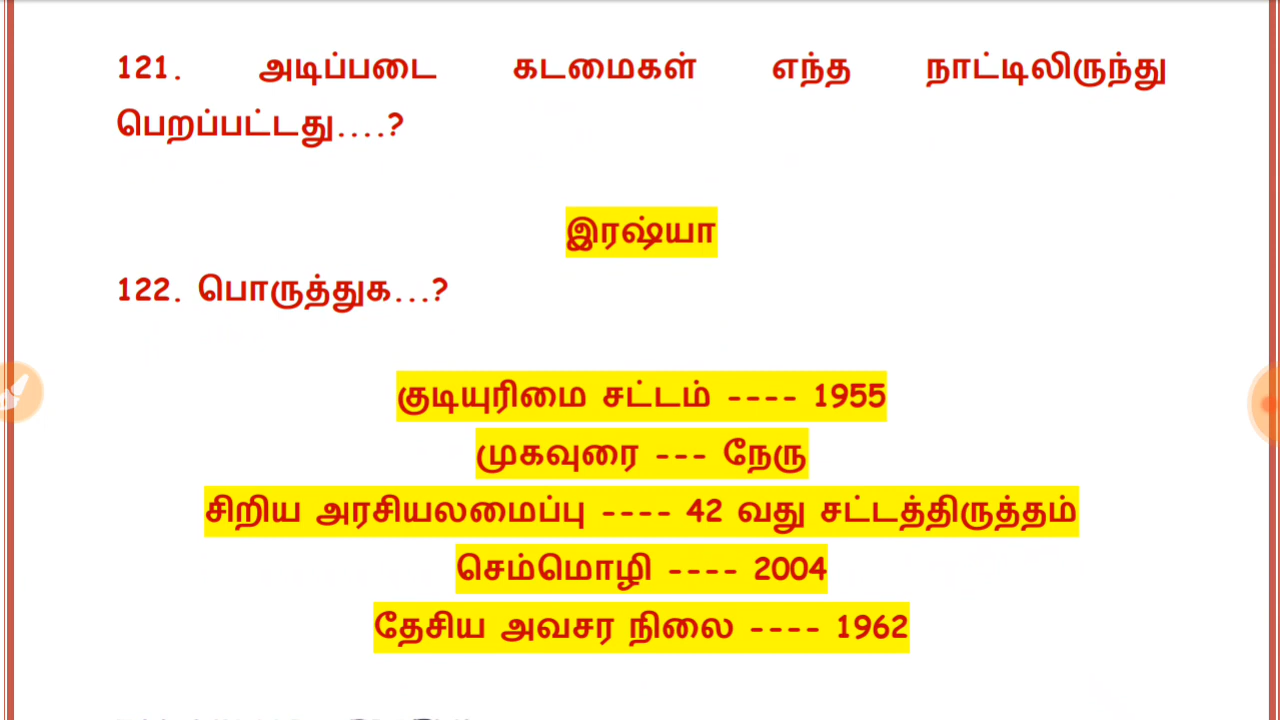 121. அடிப்படை கடமைகள் எந்த நாட்டிலிருந்து
பெறப்பட்டது....?
இரஷ்யா
122. பொருத்துக...?
குடியுரிமை சட்டம் ---- 1955
முகவுரை --- நேரு
சிறிய அரசியலமைப்பு ---- 42 வது சட்டத்திருத்தம்
செம்மொழி ---- 2004
தேசிய அவசர நிலை ---- 1962